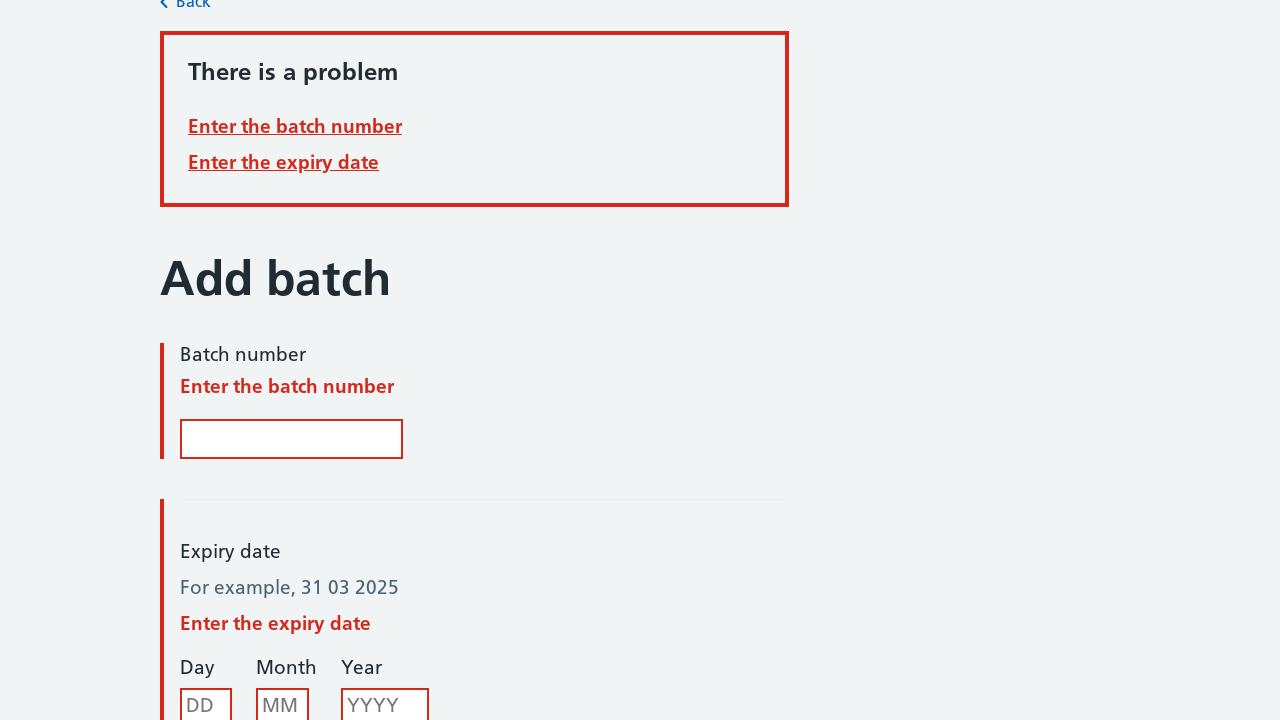 Back
There is a problem
Enter the batch number
Enter the expiry date
Add batch
Batch number
Enter the batch number
Expiry date
For example, 31 03 2025
Enter the expiry date
Day Month Year
DD MM YYYY